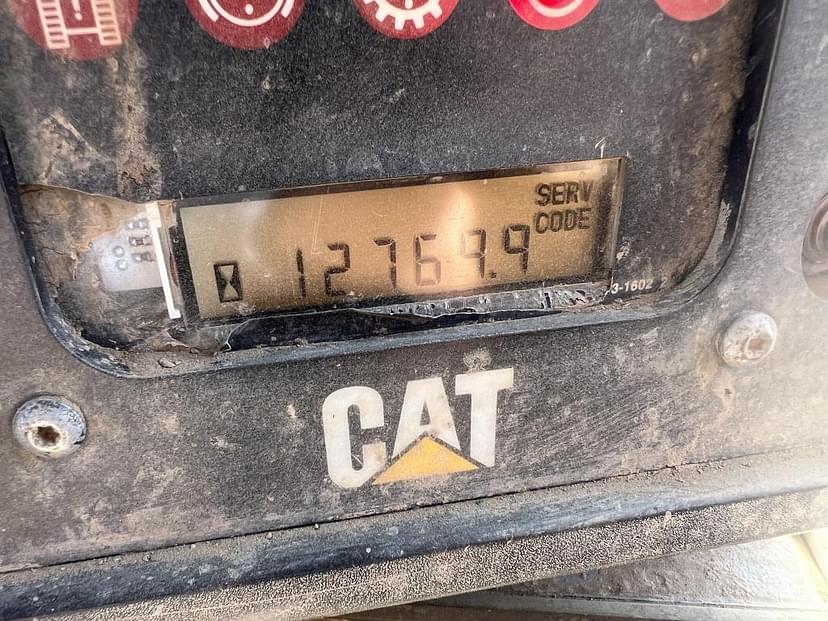 SERV
CODE
12769.9
3-1602
CAT